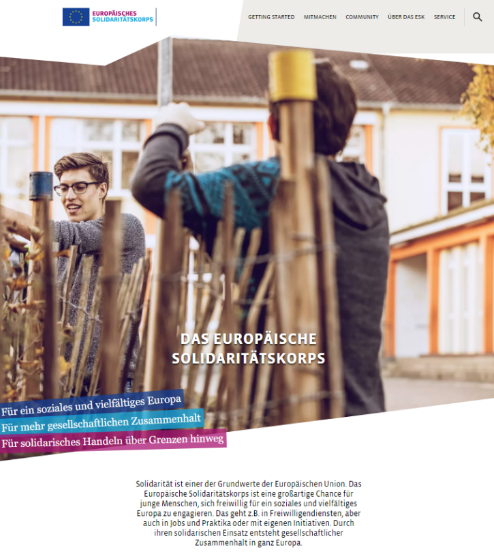 EUROPÄISCHES
SOLIDARITÄTSKORPS
GETTING STARTED MITMACHEN COMMUNITY ÜBER DAS ESK SERVICE
DAS EUROPÄISCHE
SOLIDARITÄTSKORPS
Für ein soziales und vielfältiges Europa
Für mehr gesellschaftlichen Zusammenhalt
Für solidarisches Handeln über Grenzen hinweg
Solidarität ist einer der Grundwerte der Europäischen Union. Das
Europäische Solidaritätskorps ist eine großartige Chance für
junge Menschen, sich freiwillig für ein soziales und vielfältiges
Europa zu engagieren. Das geht z.B. in Freiwilligendiensten, aber
auch in Jobs und Praktika oder mit eigenen Initiativen. Durch
ihren solidarischen Einsatz entsteht gesellschaftlicher
Zusammenhalt in ganz Europa.